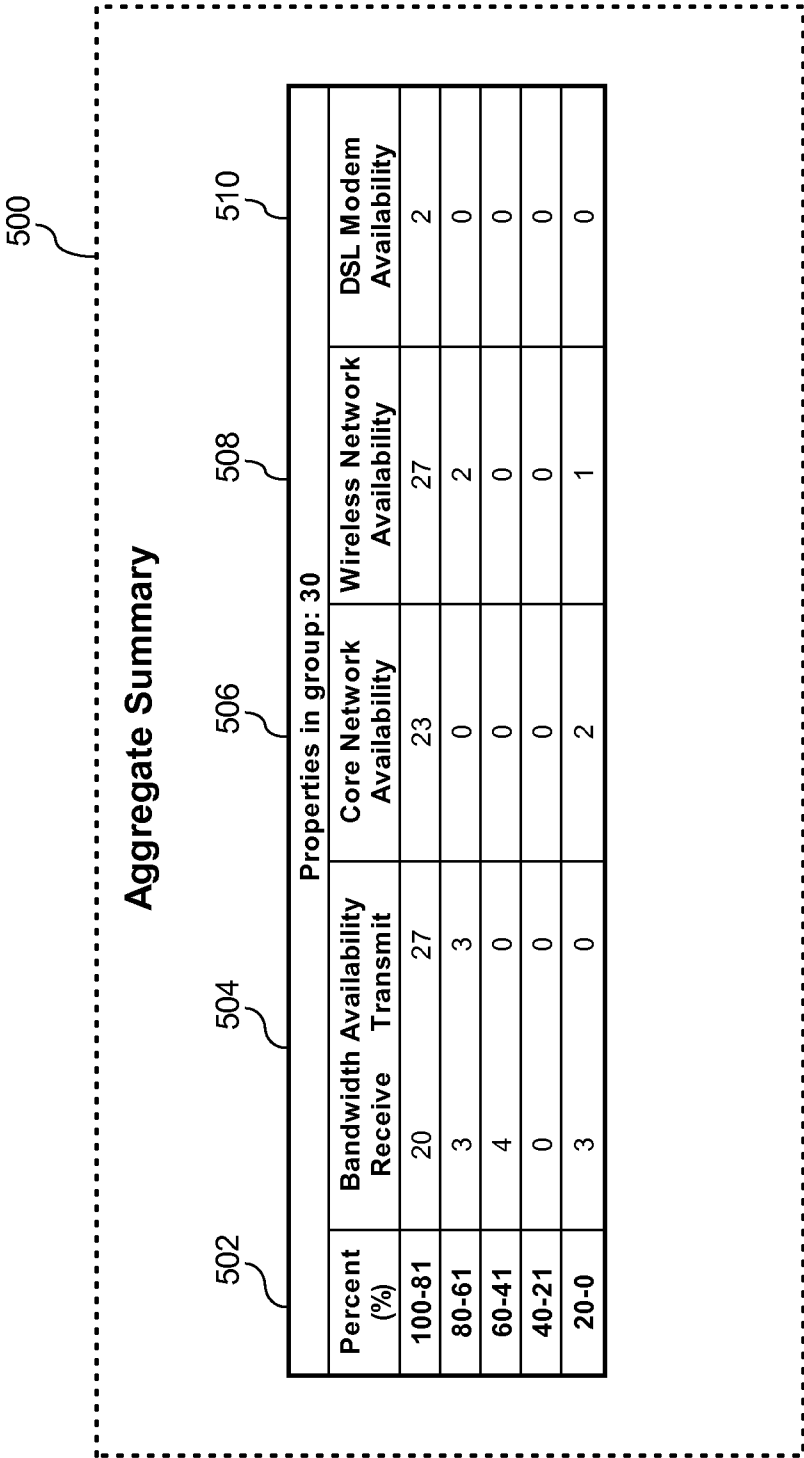 500
Aggregate Summary
502 504 506 508 510
Properties in group: 30
Percent (%) Bandwidth Availability Receive Transmit Core Network Availability Wireless Network Availability DSL Modem Availability
100-81 20 27 23 27 2
80-61 3 3 0 2 0
60-41 4 0 0 0 0
40-21 0 0 0 0 0
20-0 3 0 2 1 0